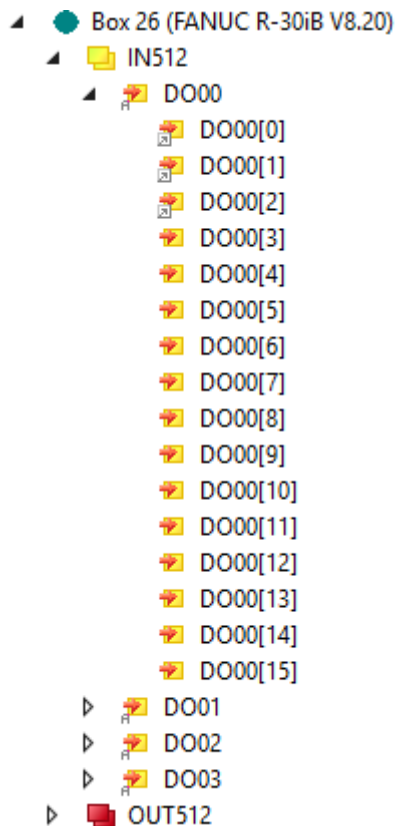 Box 26 (FANUC R-30iB V8.20)
IN512
DO00
DO00[0]
DO00[1]
DO00[2]
DO00[3]
DO00[4]
DO00[5]
DO00[6]
DO00[7]
DO00[8]
DO00[9]
DO00[10]
DO00[11]
DO00[12]
DO00[13]
DO00[14]
DO00[15]
DO01
DO02
DO03
OUT512